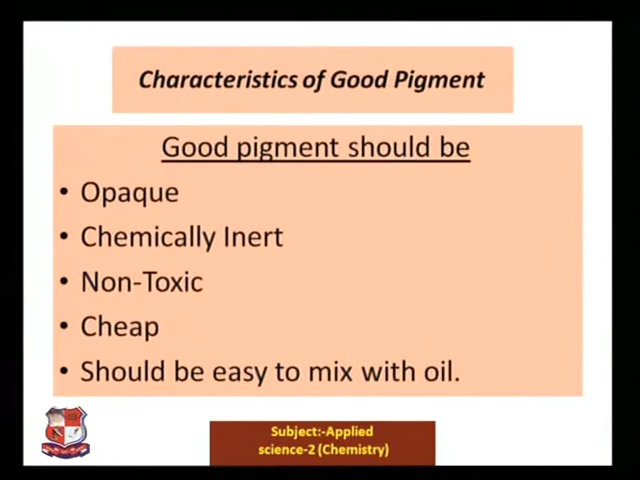 Characteristics of Good Pigment
Good pigment should be
• Opaque
• Chemically Inert
• Non-Toxic
• Cheap
• Should be easy to mix with oil.
Subject:-Applied
science-2 (Chemistry)